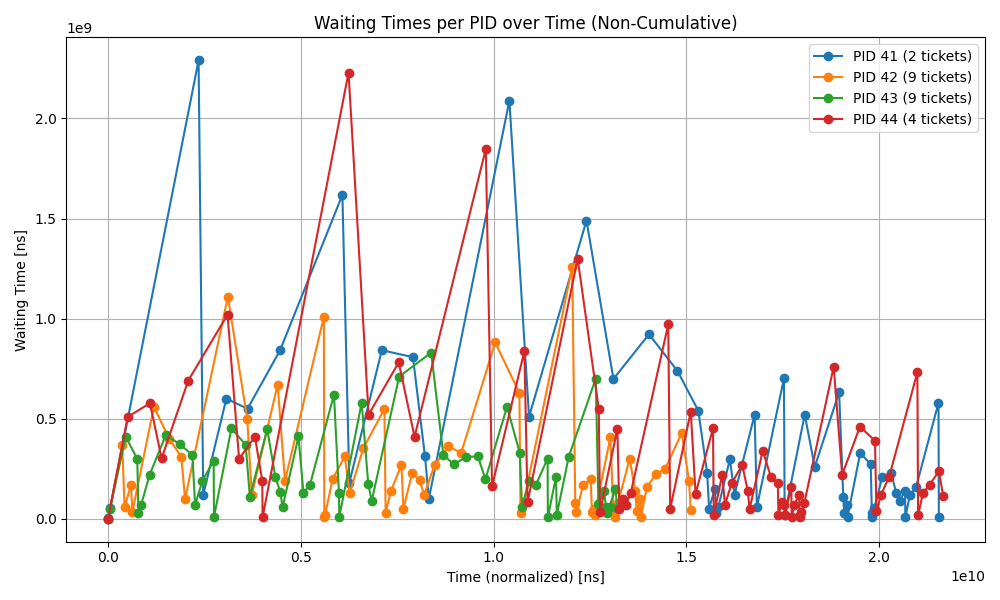 Waiting Times per PID over Time (Non-Cumulative)
1e9
PID 41 (2 tickets)
PID 42 (9 tickets)
PID 43 (9 tickets)
PID 44 (4 tickets)
Waiting Time [ns]
2.0
1.5
1.0
0.5
0.0
0.0 0.5 1.0 1.5 2.0
1e10
Time (normalized) [ns]